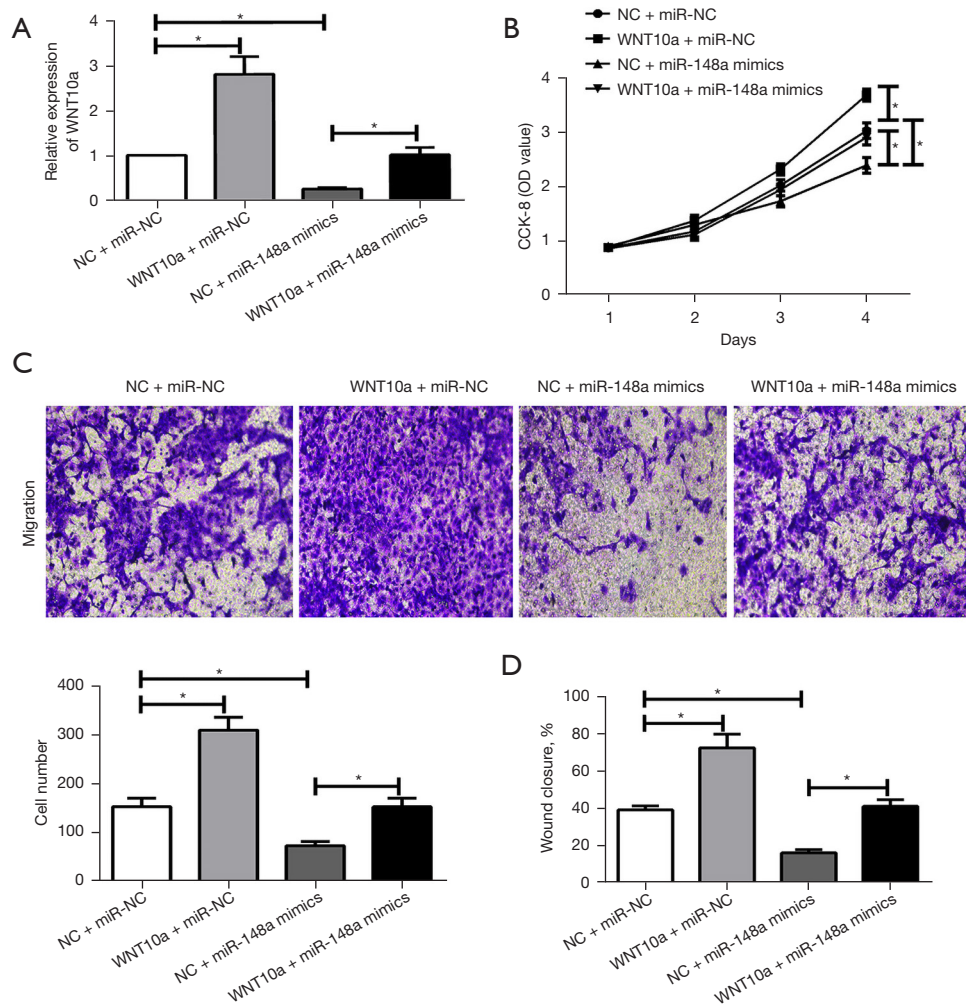 A
Relative expression
of WNT10a
4
3
2
1
0
*
*
*
NC + miR-NC
WNT10a + miR-NC
NC + miR-148a mimics
WNT10a + miR-148a mimics
B
NC + miR-NC
WNT10a + miR-NC
NC + miR-148a mimics
WNT10a + miR-148a mimics
CCK-8 (OD value)
4
3
2
1
0
*
*
*
1 2 3 4
Days
C
NC + miR-NC WNT10a + miR-NC NC + miR-148a mimics WNT10a + miR-148a mimics
Migration
Cell number
400
300
200
100
0
*
*
*
NC + miR-NC
WNT10a + miR-NC
NC + miR-148a mimics
WNT10a + miR-148a mimics
D
Wound closure, %
100
80
60
40
20
0
*
*
*
NC + miR-NC
WNT10a + miR-NC
NC + miR-148a mimics
WNT10a + miR-148a mimics